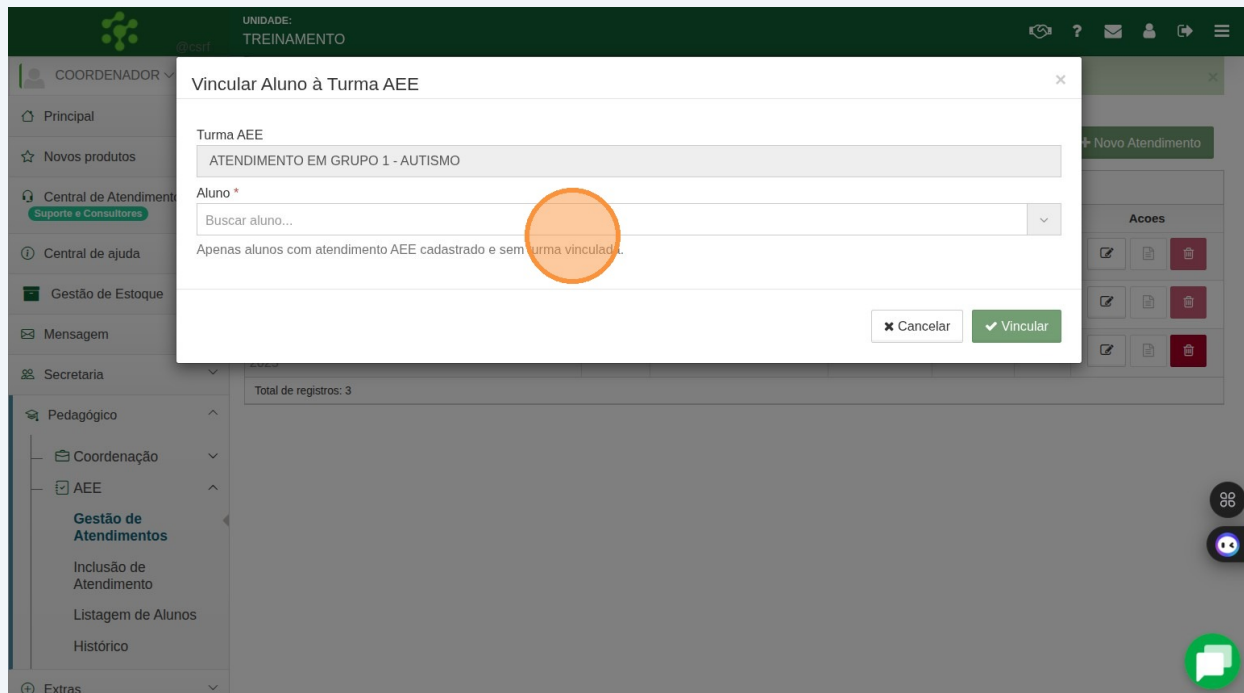 UNIDADE:
TREINAMENTO
@csrf
?
COORDENADOR
Principal
Novos produtos
Central de Atendimento
Suporte e Consultores
Central de ajuda
Gestão de Estoque
Mensagem
Secretaria
Pedagógico
Coordenação
AEE
Gestão de
Atendimentos
Inclusão de
Atendimento
Listagem de Alunos
Histórico
Extras
Vincular Aluno à Turma AEE
×
Turma AEE
ATENDIMENTO EM GRUPO 1 - AUTISMO
Aluno *
Buscar aluno...
Apenas alunos com atendimento AEE cadastrado e sem turma vinculada.
Cancelar
Vincular
+ Novo Atendimento
Acoes
Total de registros: 3